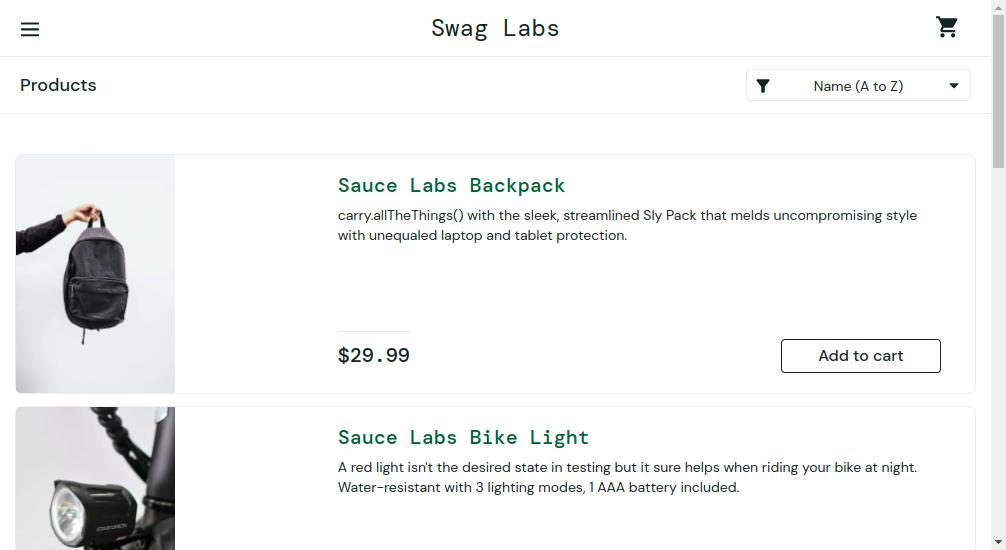 Swag Labs
Products
Name (A to Z)
Sauce Labs Backpack
carry.allTheThings() with the sleek, streamlined Sly Pack that melds uncompromising style
with unequaled laptop and tablet protection.
$29.99
Add to cart
Sauce Labs Bike Light
A red light isn't the desired state in testing but it sure helps when riding your bike at night.
Water-resistant with 3 lighting modes, 1 AAA battery included.